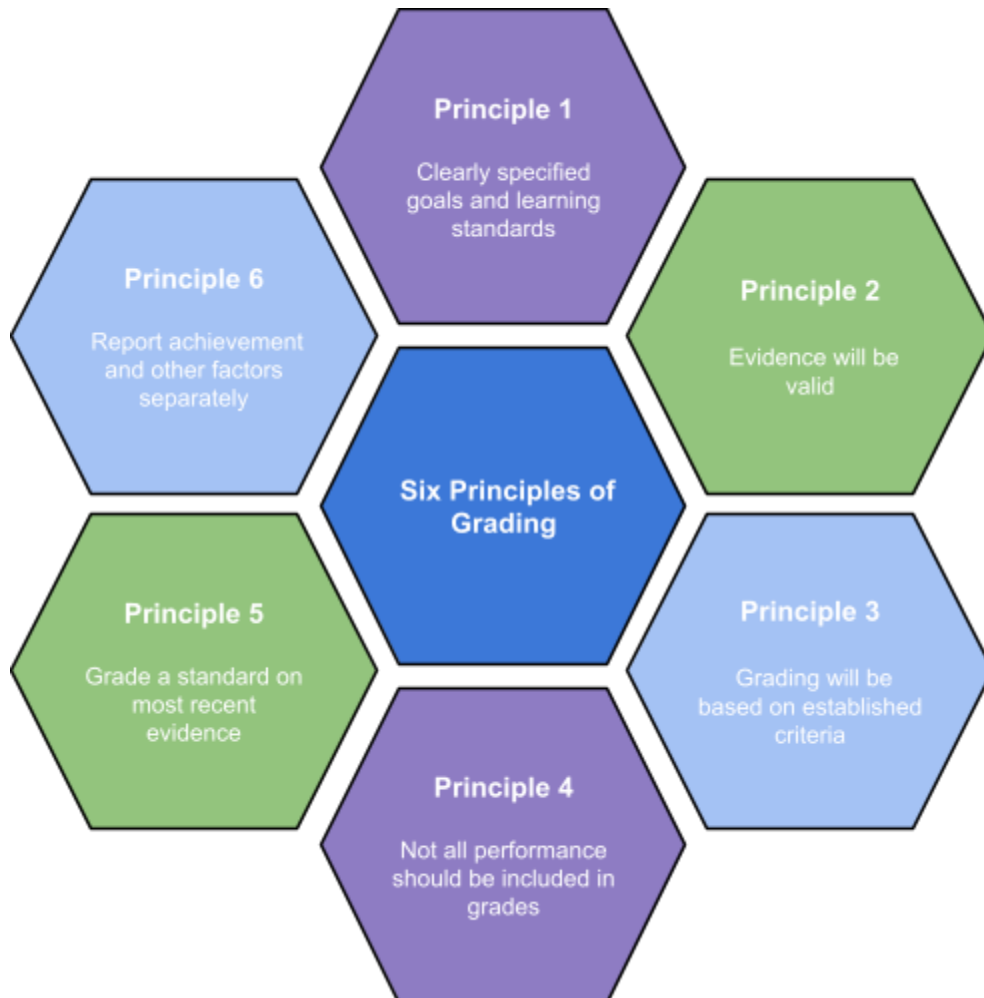 Principle 1
Clearly specified
goals and learning
standards
Principle 2
Evidence will be
valid
Principle 3
Grading will be
based on established
criteria
Principle 4
Not all performance
should be included in
grades
Principle 5
Grade a standard on
most recent
evidence
Principle 6
Report achievement
and other factors
separately
Six Principles of
Grading